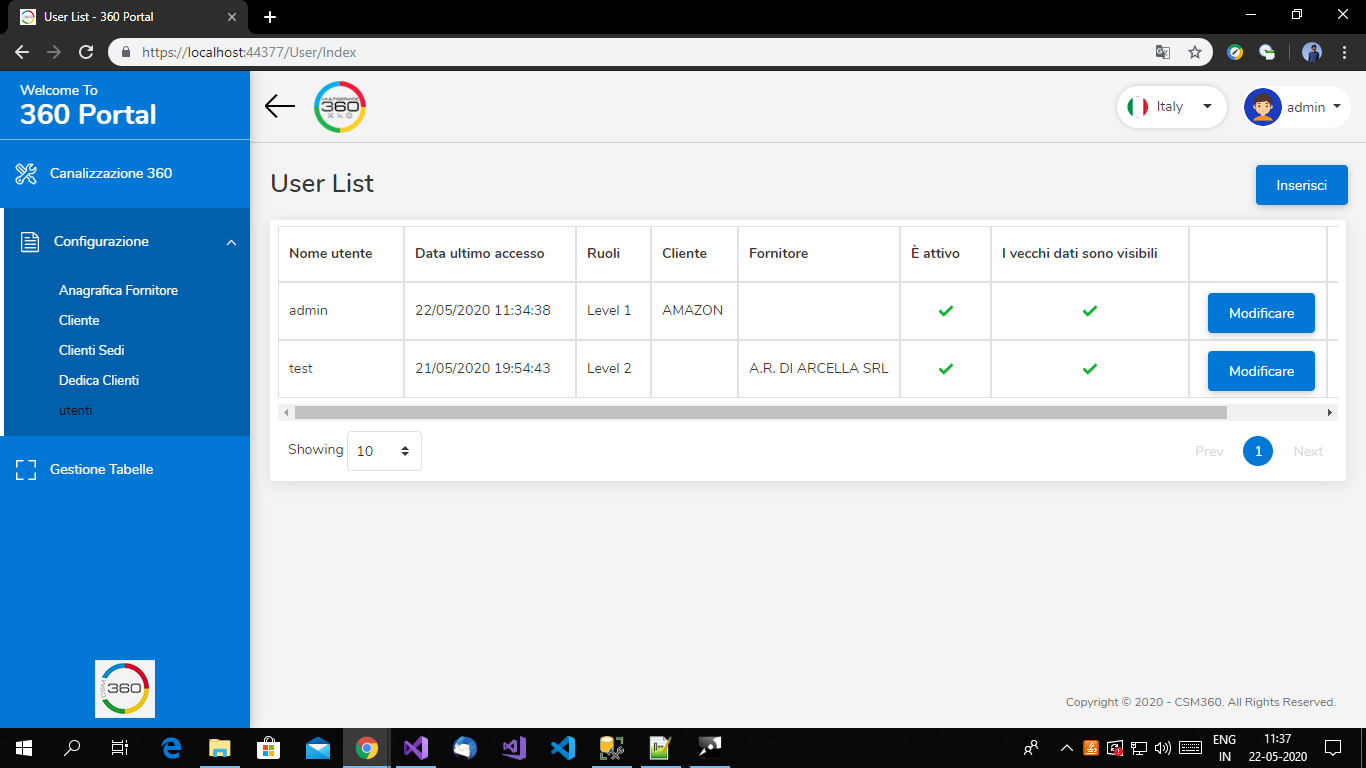 User List - 360 Portal
https://localhost:44377/User/Index
Welcome To
360 Portal
MULTISERVICE
360
Italy
admin
Canalizzazione 360
Configurazione
Anagrafica Fornitore
Cliente
Clienti Sedi
Dedica Clienti
utenti
Gestione Tabelle
CSM
360
User List
Inserisci
Nome utente Data ultimo accesso Ruoli Cliente Fornitore È attivo I vecchi dati sono visibili
admin 22/05/2020 11:34:38 Level 1 AMAZON Modificare
test 21/05/2020 19:54:43 Level 2 A.R. DI ARCELLA SRL Modificare
Showing 10 Prev 1 Next
Copyright © 2020 - CSM360. All Rights Reserved.
ENG
IN
11:37
22-05-2020